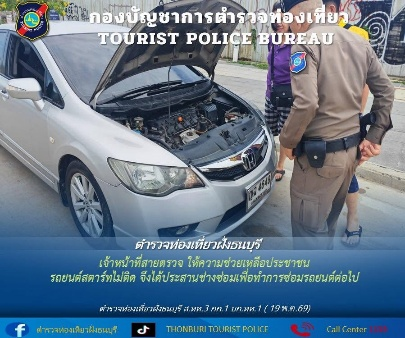 กองบัญชาการตำรวจท่องเที่ยว
TOURIST POLICE BUREAU
ตำรวจท่องเที่ยวฝั่งธนบุรี
เจ้าหน้าที่สายตรวจ ให้ความช่วยเหลือประชาชน
รถยนต์สตาร์ทไม่ติด จึงได้ประสานช่างซ่อมเพื่อทำการซ่อมรถยนต์ต่อไป
ตำรวจท่องเที่ยวฝั่งธนบุรี ส.ทท.3 กก.1 บก.ทท.1 ( 19 พ.ค.69)
ตำรวจท่องเที่ยวฝั่งธนบุรี
THONBURI TOURIST POLICE
Call Center